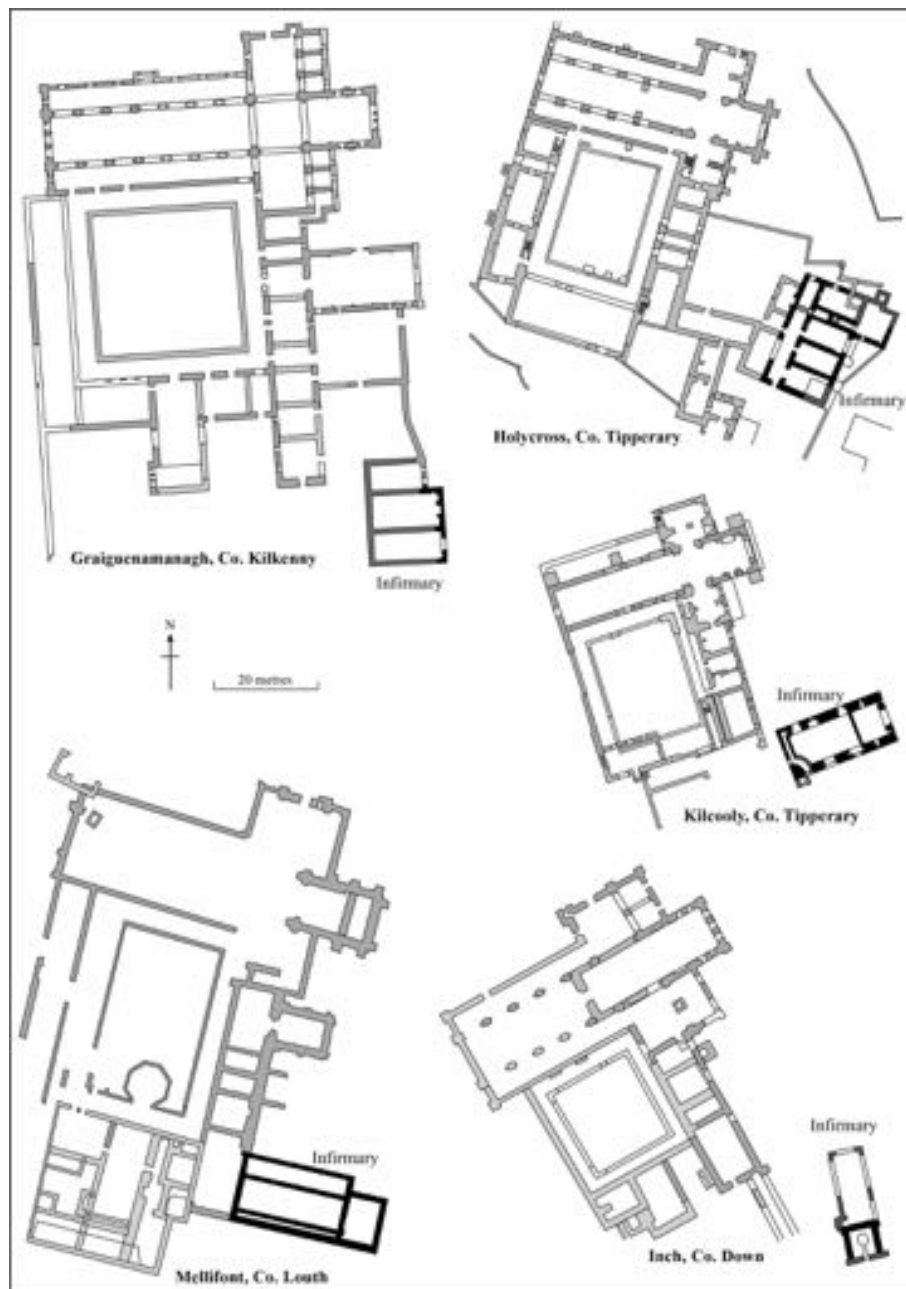 Infirmary
Holycross, Co. Tipperary
Graiguenamanagh, Co. Kilkenny
Infirmary
N
20 metres
Infirmary
Kilcooly, Co. Tipperary
Infirmary
Mellifont, Co. Louth
Infirmary
Inch, Co. Down